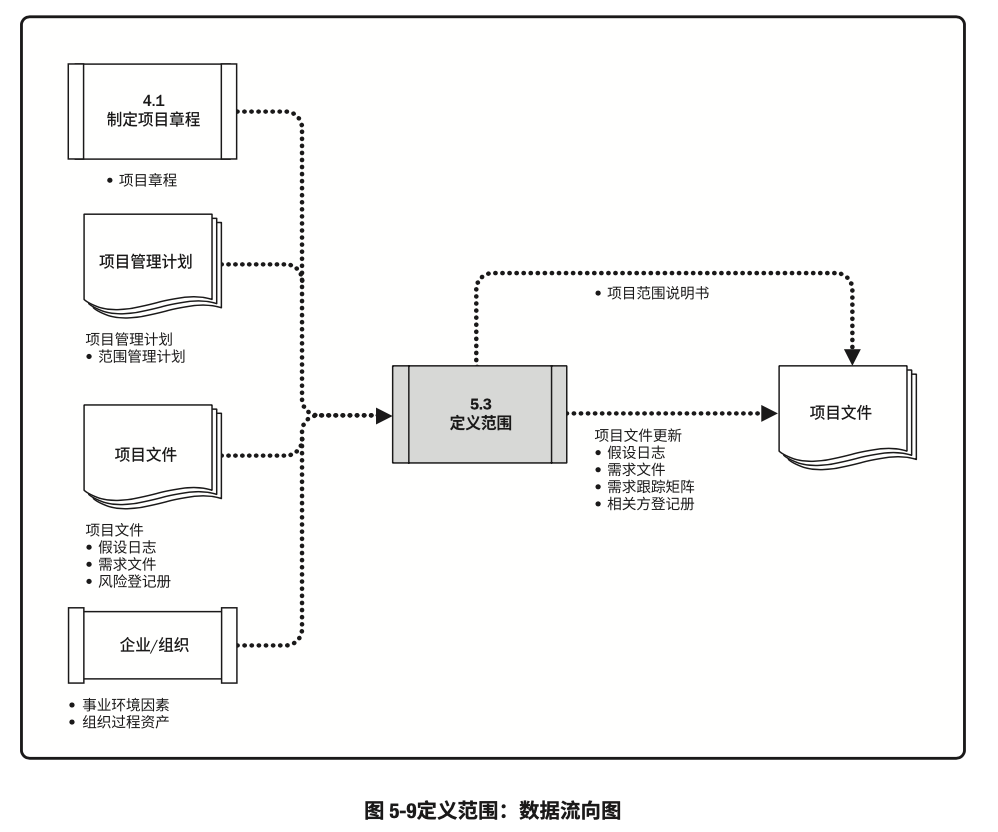 4.1
制定项目章程
• 项目章程
项目管理计划
项目管理计划
• 范围管理计划
项目文件
项目文件
• 假设日志
• 需求文件
• 风险登记册
企业/组织
• 事业环境因素
• 组织过程资产
5.3
定义范围
• 项目范围说明书
项目文件更新
• 假设日志
• 需求文件
• 需求跟踪矩阵
• 相关方登记册
项目文件
图 5-9定义范围：数据流向图